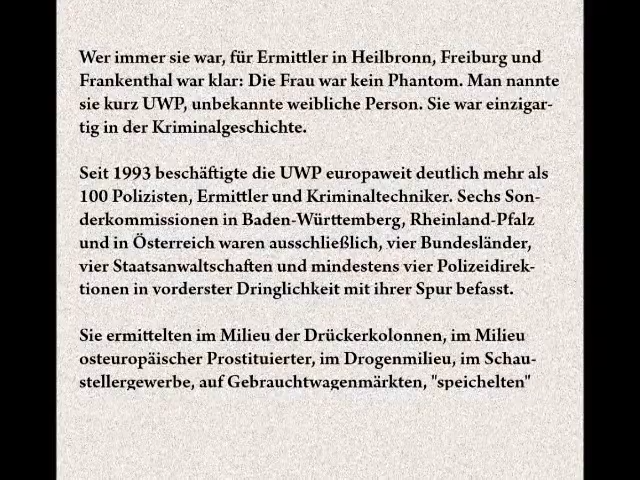 Wer immer sie war, für Ermittler in Heilbronn, Freiburg und
Frankenthal war klar: Die Frau war kein Phantom. Man nannte
sie kurz UWP, unbekannte weibliche Person. Sie war einzigar-
tig in der Kriminalgeschichte.
Seit 1993 beschäftigte die UWP europaweit deutlich mehr als
100 Polizisten, Ermittler und Kriminaltechniker. Sechs Son-
derkommissionen in Baden-Württemberg, Rheinland-Pfalz
und in Österreich waren ausschließlich, vier Bundesländer,
vier Staatsanwaltschaften und mindestens vier Polizeidirek-
tionen in vorderster Dringlichkeit mit ihrer Spur befasst.
Sie ermittelten im Milieu der Drückerkolonnen, im Milieu
osteuropäischer Prostituierter, im Drogenmilieu, im Schau-
stellergewerbe, auf Gebrauchtwagenmärkten, "speichelten"